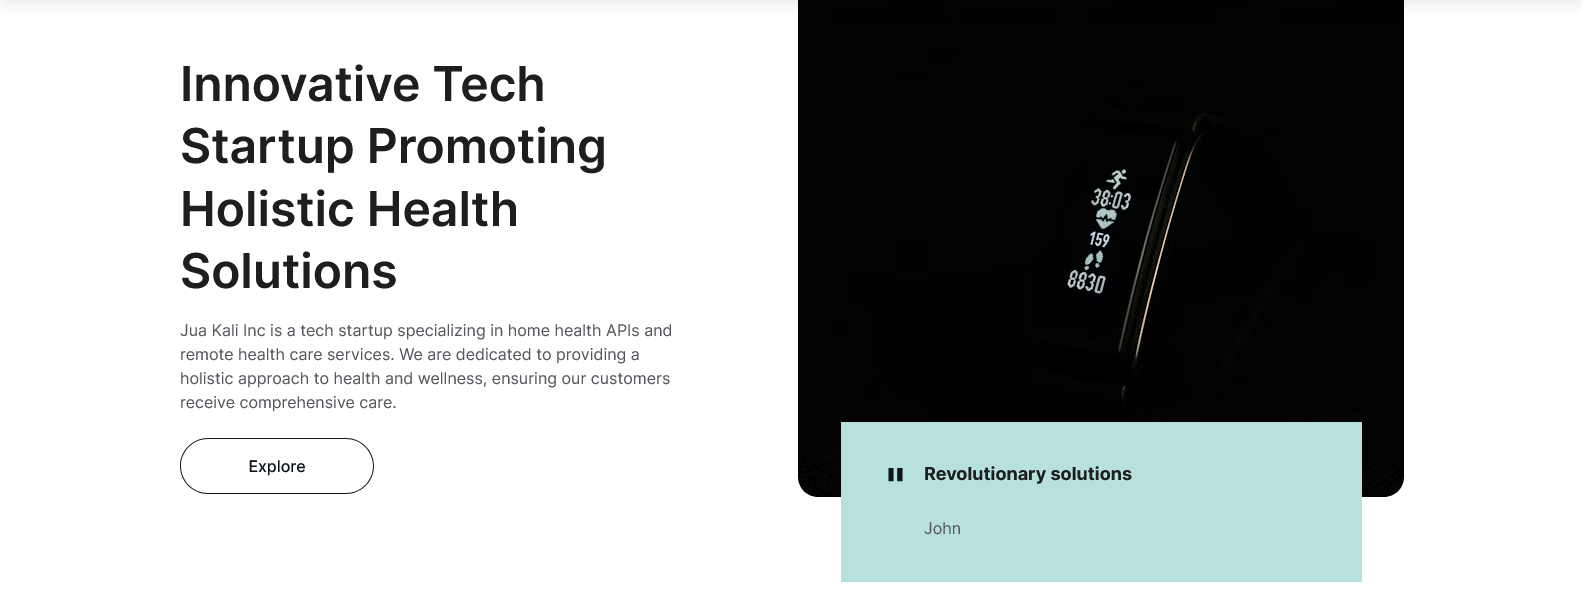 Innovative Tech
Startup Promoting
Holistic Health
Solutions
Jua Kali Inc is a tech startup specializing in home health APIs and
remote health care services. We are dedicated to providing a
holistic approach to health and wellness, ensuring our customers
receive comprehensive care.
Explore
38:03
159
8830
Revolutionary solutions
John